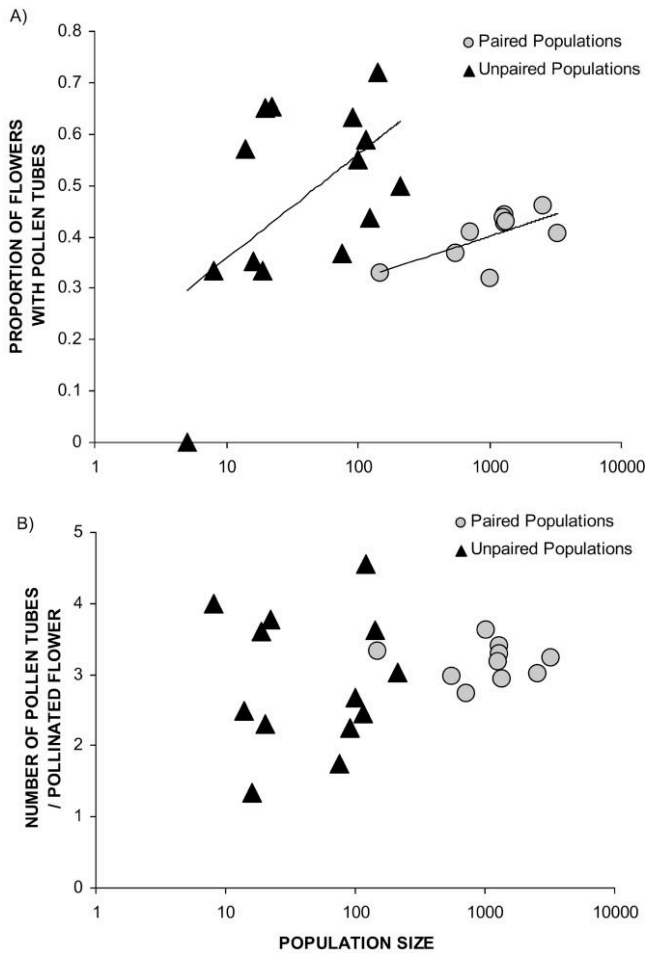 A)
PROPORTION OF FLOWERS
WITH POLLEN TUBES
0.8
0.7
0.6
0.5
0.4
0.3
0.2
0.1
0
1
10
100
1000
10000
Paired Populations
Unpaired Populations
B)
NUMBER OF POLLEN TUBES
/ POLLINATED FLOWER
5
4
3
2
1
0
1
10
100
1000
10000
Paired Populations
Unpaired Populations
POPULATION SIZE